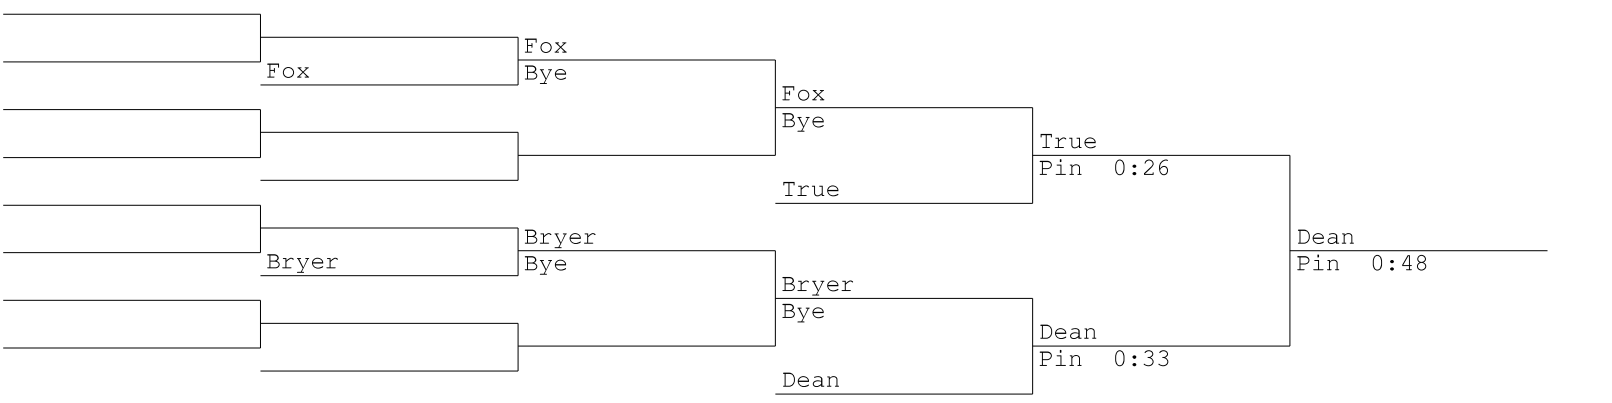 Fox
Fox
Bye
Fox
Bye
True
Pin 0:26
True
Bryer
Bryer
Bye
Bryer
Bye
Dean
Pin 0:33
Dean
Dean
Pin 0:48